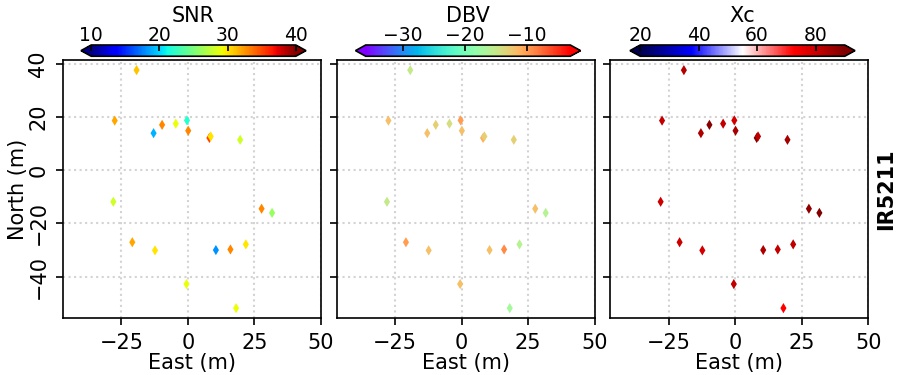 SNR DBV Xc
10 20 30 40 −30 −20 −10 20 40 60 80
40
20
0
−20
−40
North (m)
IR5211
−25 0 25 50 −25 0 25 50 −25 0 25 50
East (m) East (m) East (m)